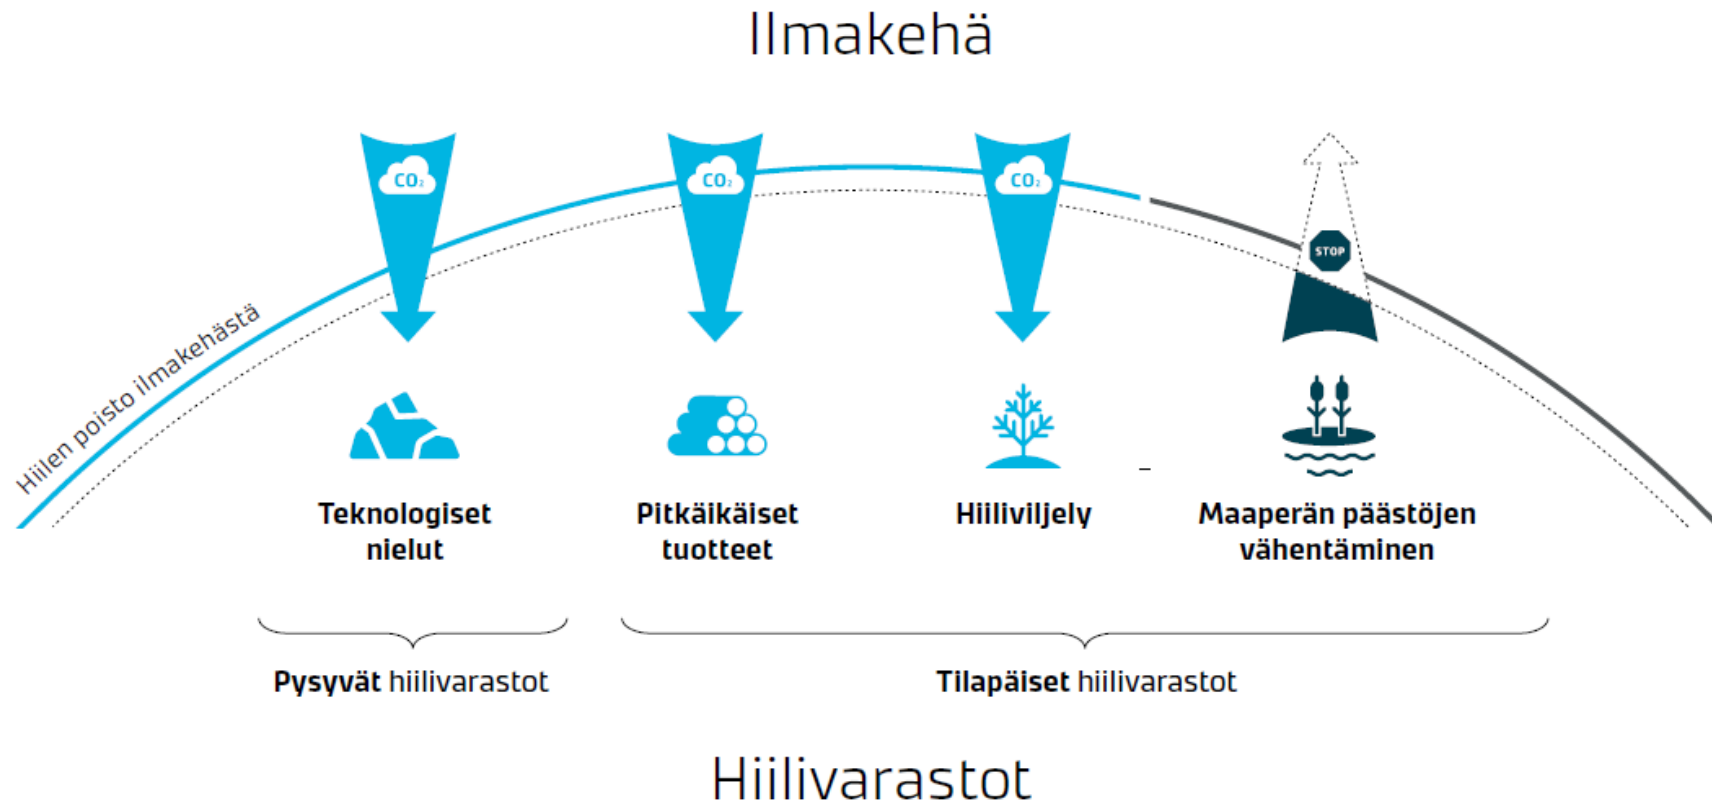 Ilmakehä
CO₂
CO₂
CO₂
STOP
Hiilen poisto ilmakehästä
Teknologiset
nielut
Pitkäikäiset
tuotteet
Hiiliviljely
Maaperän päästöjen
vähentäminen
Pysyvät hiilivarastot
Tilapäiset hiilivarastot
Hiilivarastot